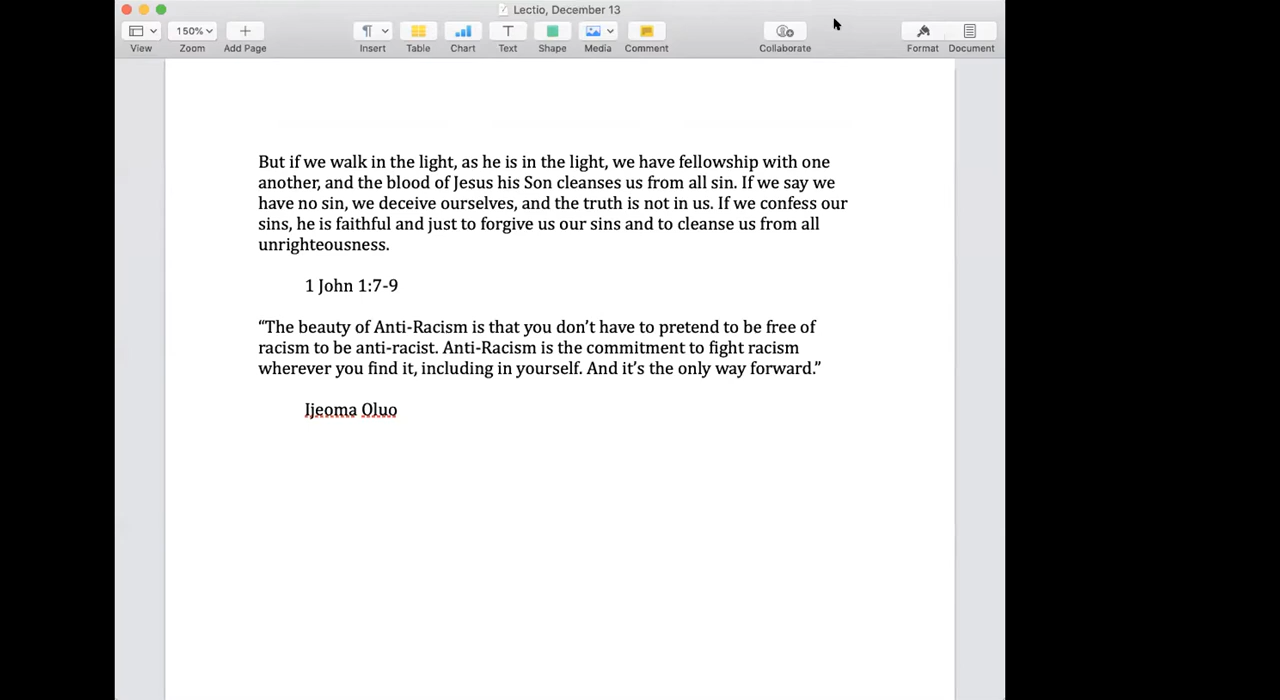 Lectio, December 13
150%
View
Zoom
Add Page
Insert
Table
Chart
Text
Shape
Media
Comment
Collaborate
Format
Document
But if we walk in the light, as he is in the light, we have fellowship with one
another, and the blood of Jesus his Son cleanses us from all sin. If we say we
have no sin, we deceive ourselves, and the truth is not in us. If we confess our
sins, he is faithful and just to forgive us our sins and to cleanse us from all
unrighteousness.
1 John 1:7-9
“The beauty of Anti-Racism is that you don’t have to pretend to be free of
racism to be anti-racist. Anti-Racism is the commitment to fight racism
wherever you find it, including in yourself. And it’s the only way forward.”
Ijeoma Oluo